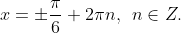 x = ±π/6 + 2πn, n ∈ Z.